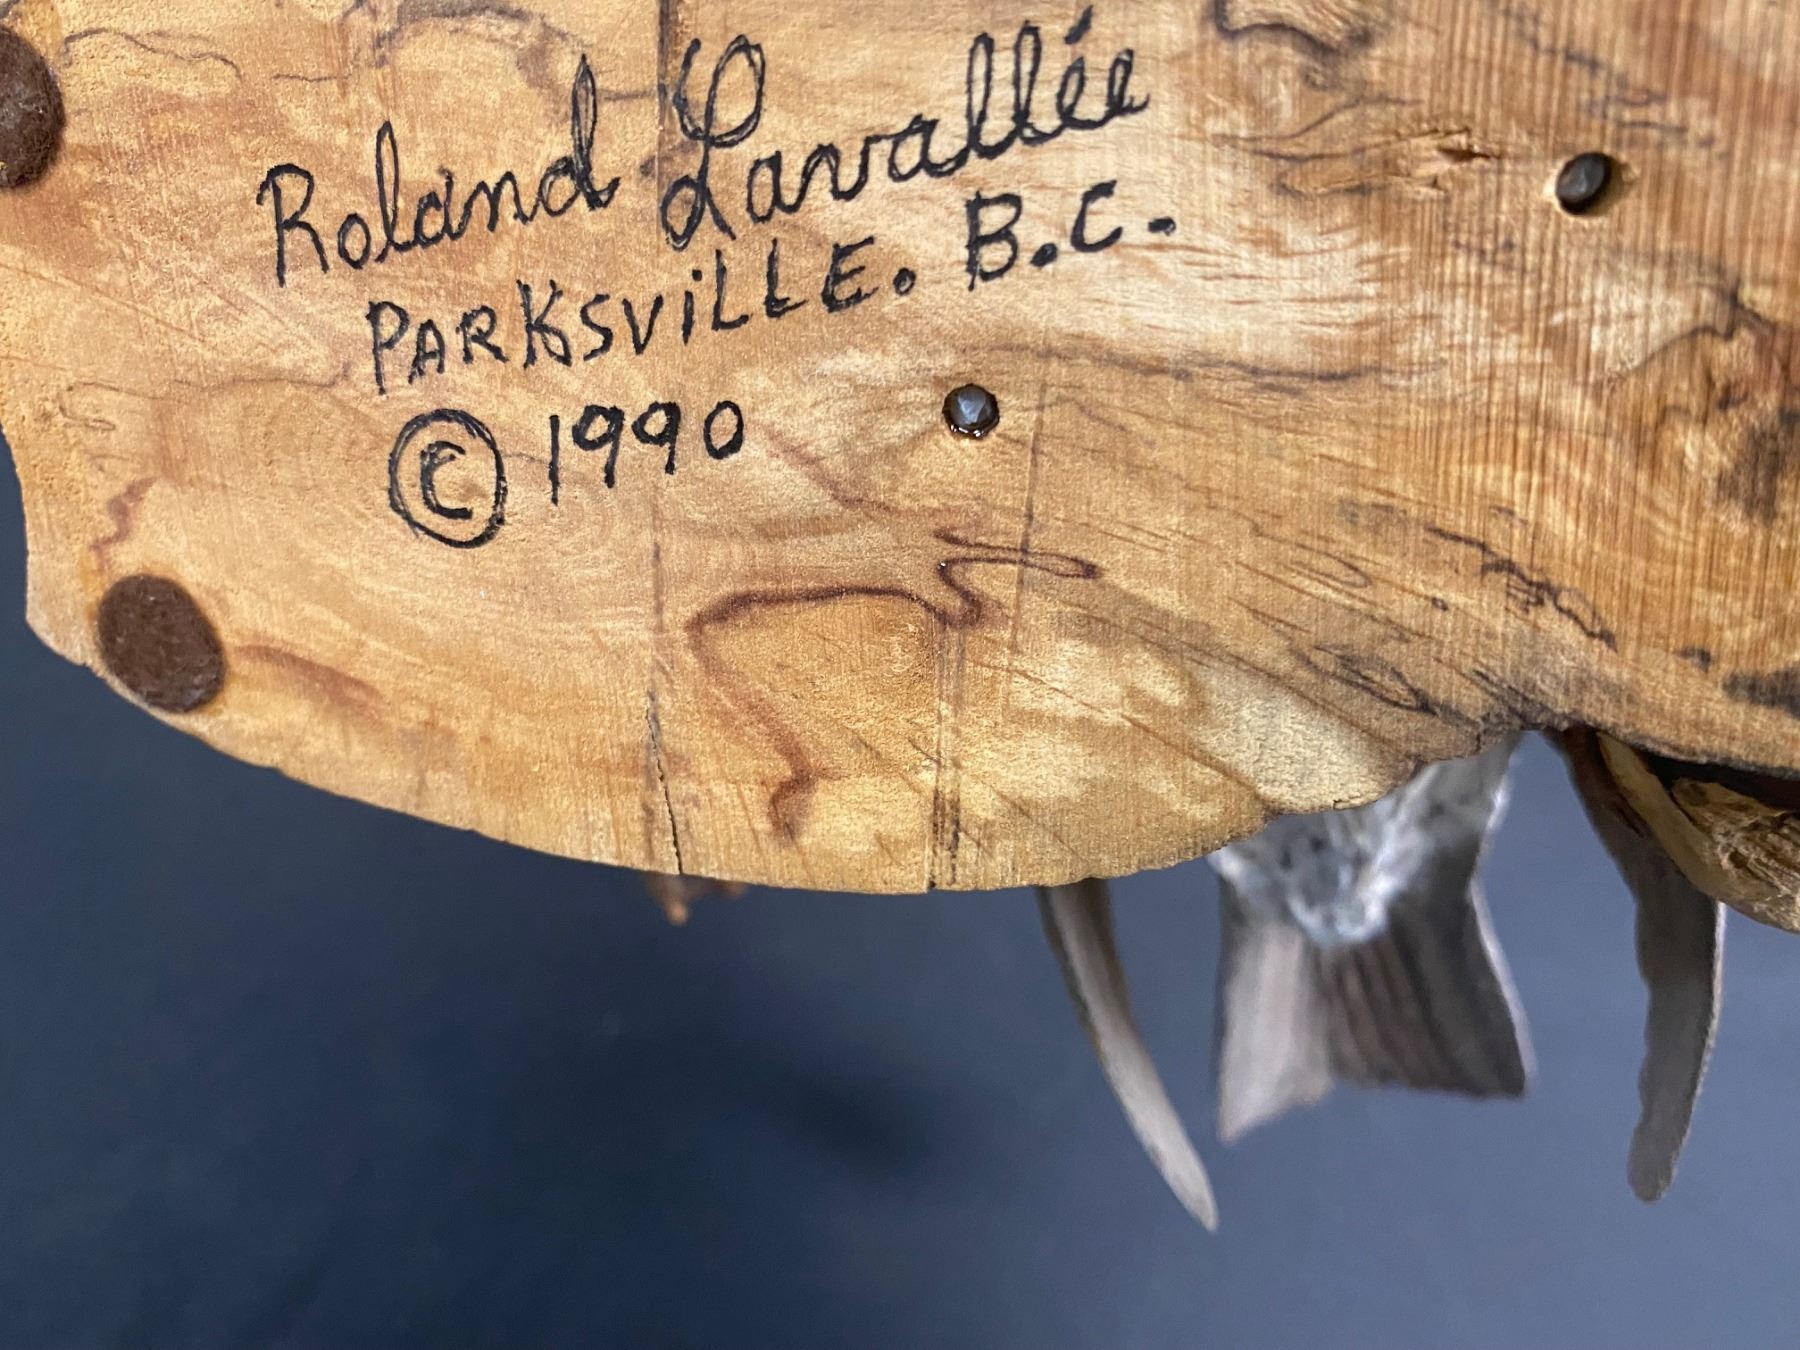 Roland Lavallée
PARKSViLLE. B.C.
© 1990